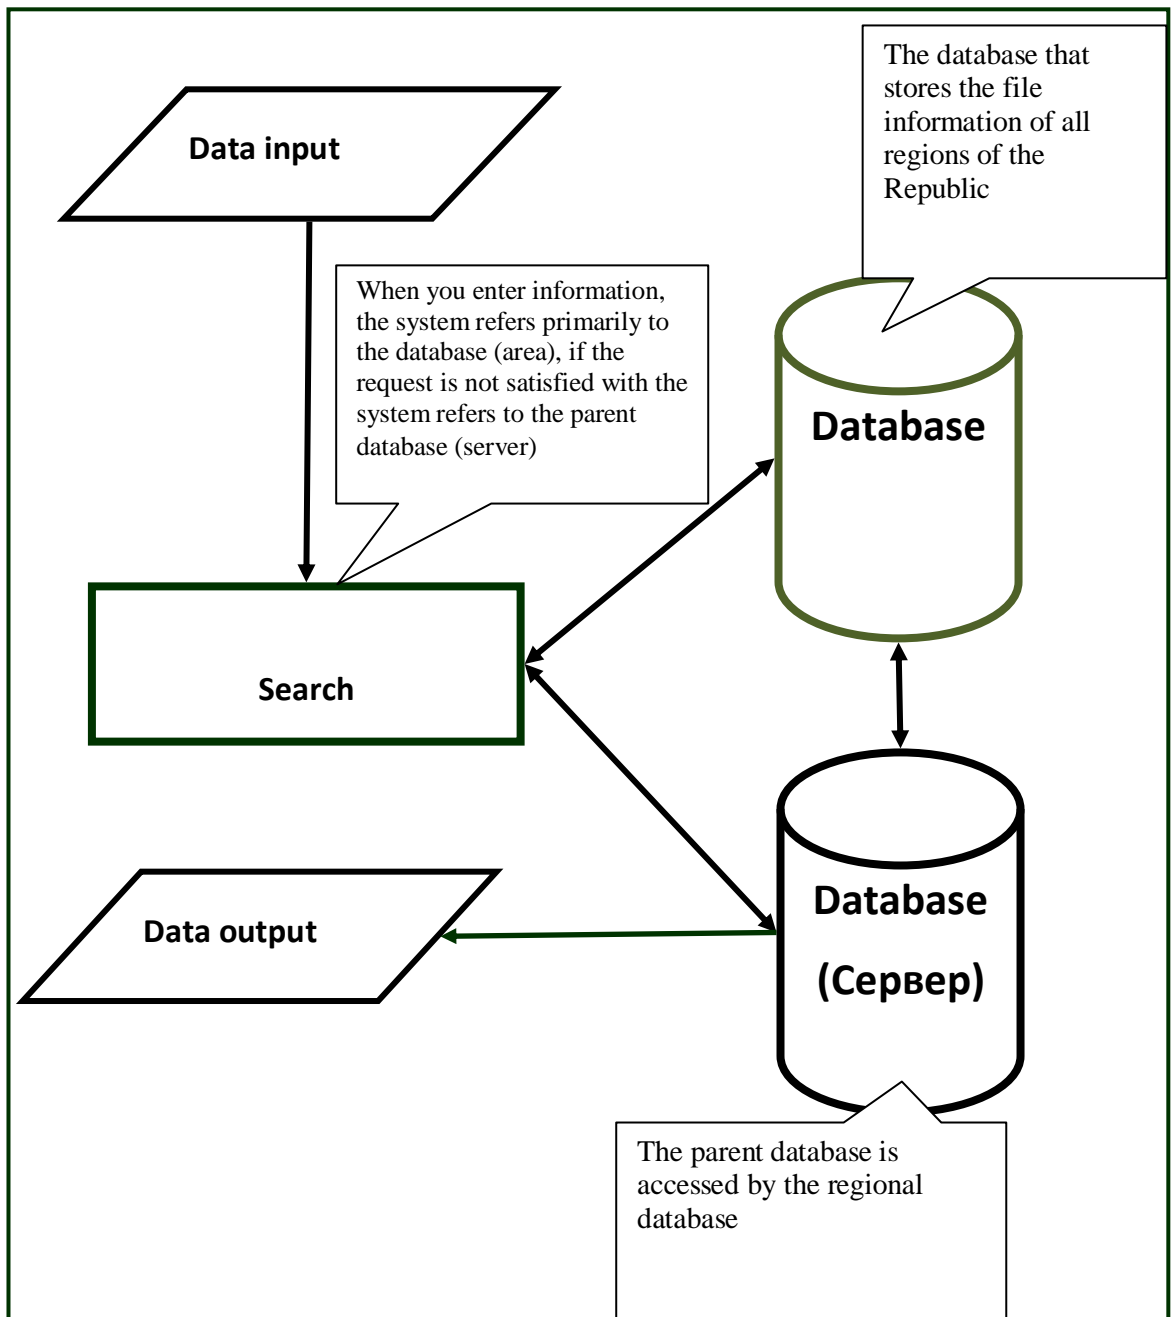 The database that
stores the file
information of all
regions of the
Republic
Data input
When you enter information,
the system refers primarily to
the database (area), if the
request is not satisfied with the
system refers to the parent
database (server)
Database
Search
Database
(Сервер)
Data output
The parent database is
accessed by the regional
database